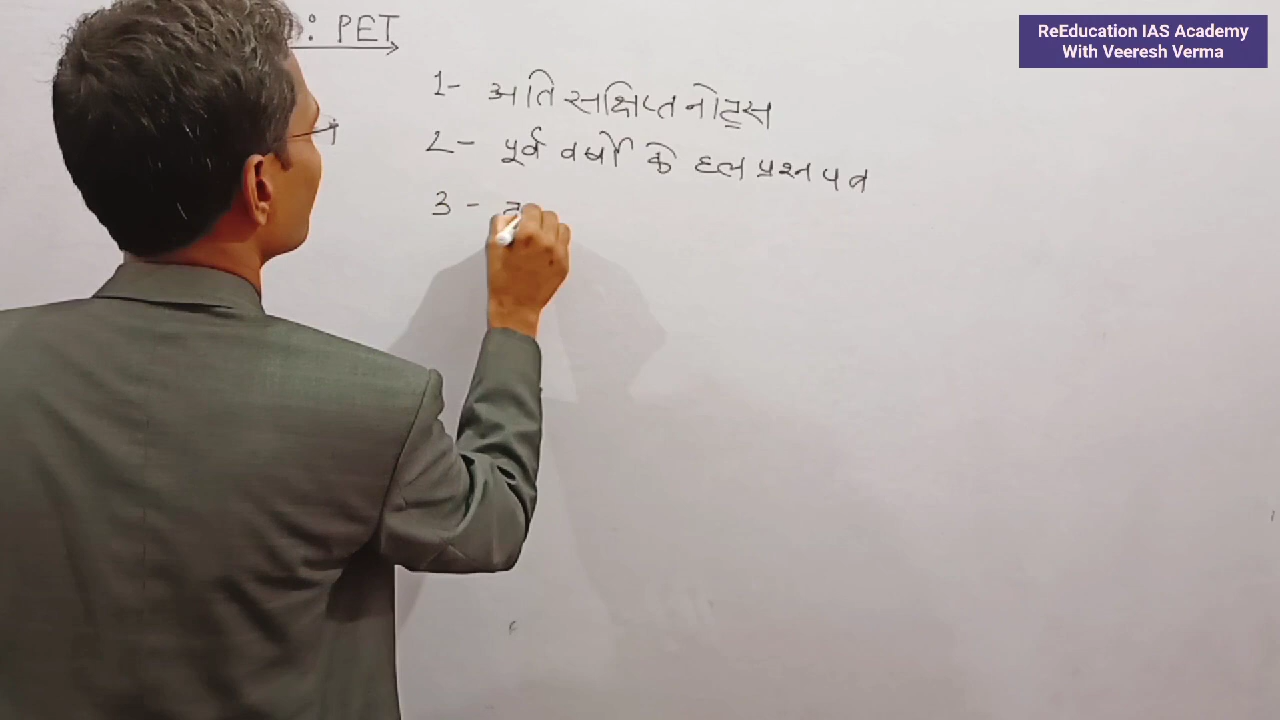 ReEducation IAS Academy
With Veeresh Verma
: PET
1- अति सक्षिप्त नोट्स
2- पूर्व वर्षो के हल प्रश्न पत्र
3 -